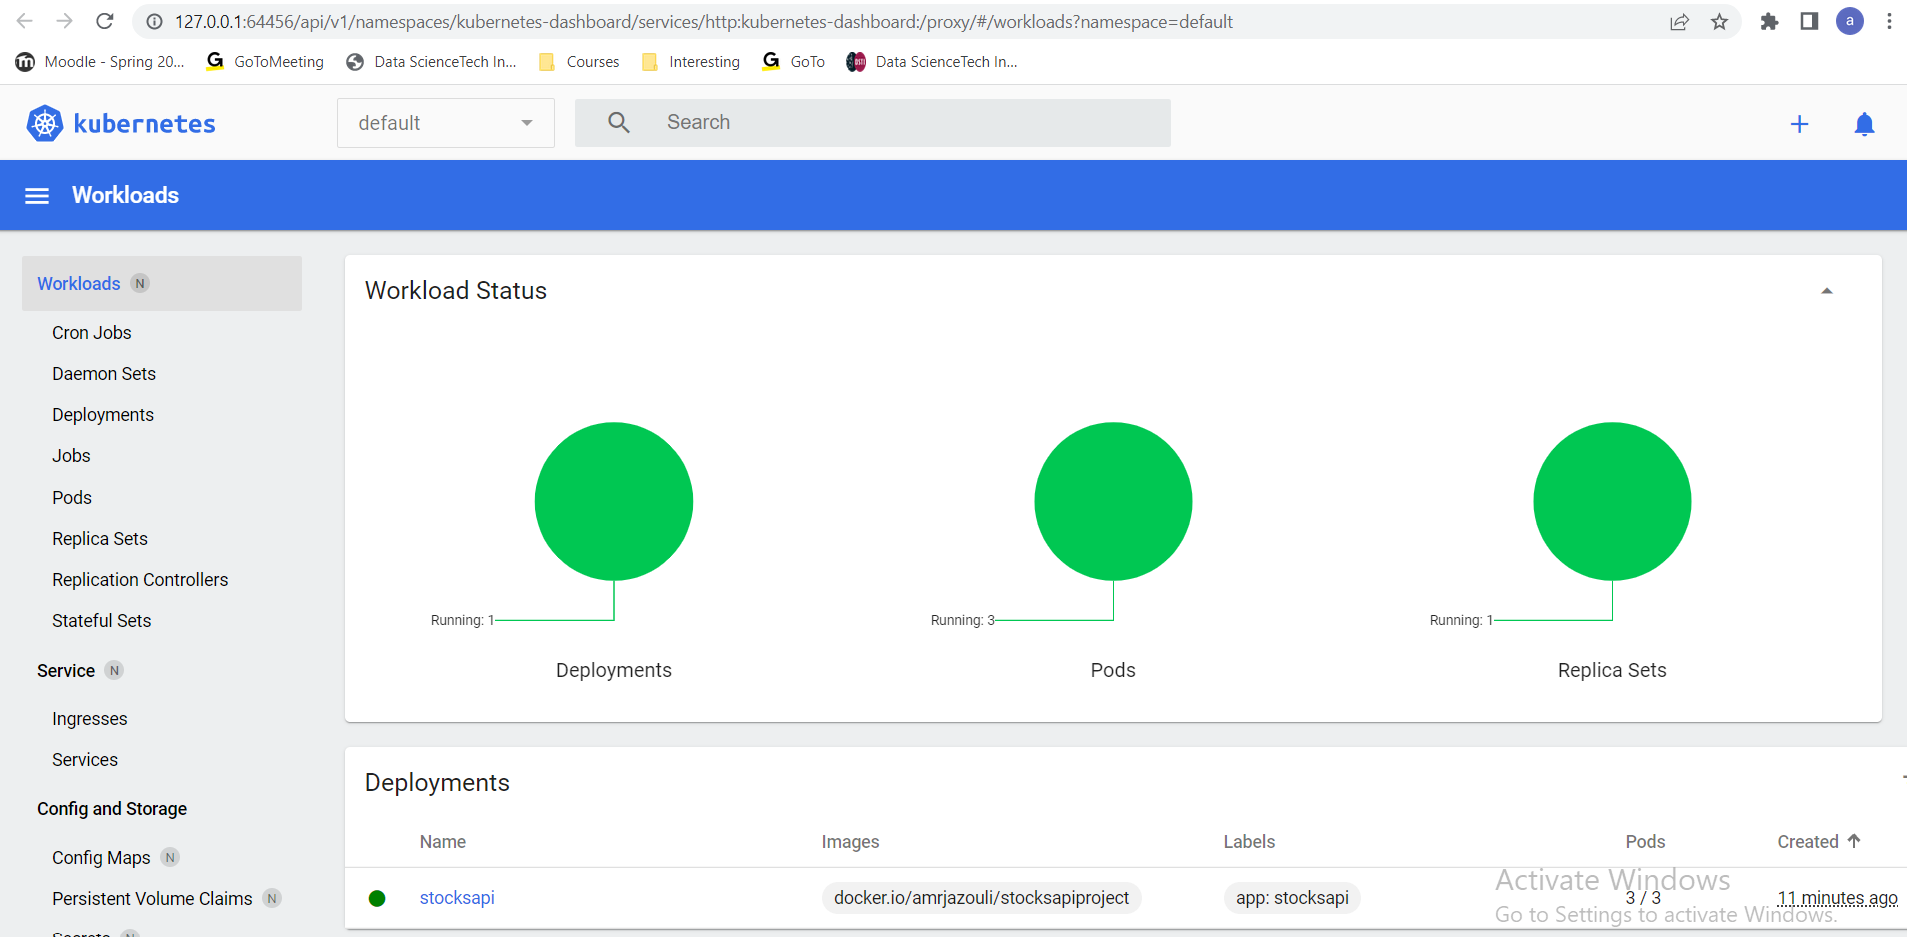 127.0.0.1:64456/api/v1/namespaces/kubernetes-dashboard/services/http:kubernetes-dashboard:/proxy/#/workloads?namespace=default
a
Moodle - Spring 20... GoToMeeting Data ScienceTech In... Courses Interesting GoTo Data ScienceTech In...
kubernetes default Search
Workloads
Workloads N
Cron Jobs
Daemon Sets
Deployments
Jobs
Pods
Replica Sets
Replication Controllers
Stateful Sets
Service N
Ingresses
Services
Config and Storage
Config Maps N
Persistent Volume Claims N
Secrets N
Workload Status
Running: 1 Running: 3 Running: 1
Deployments Pods Replica Sets
Deployments
Name Images Labels Pods Created
stocksapi docker.io/amrjazouli/stocksapiproject app: stocksapi 3 / 3 11 minutes ago
Activate Windows
Go to Settings to activate Windows.